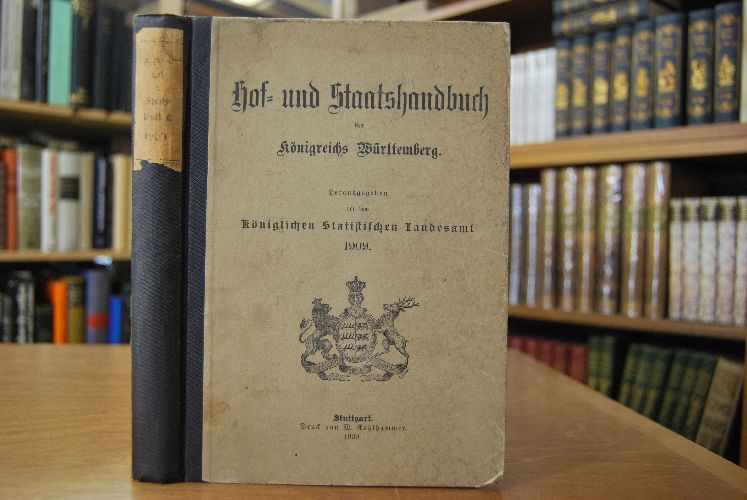 Hof- und Staatshandbuch
des
Königreichs Württemberg.
Herausgegeben
von dem
Königlichen Statistischen Landesamt
1909.
Stuttgart.
Druck von W. Kohlhammer.
1909.